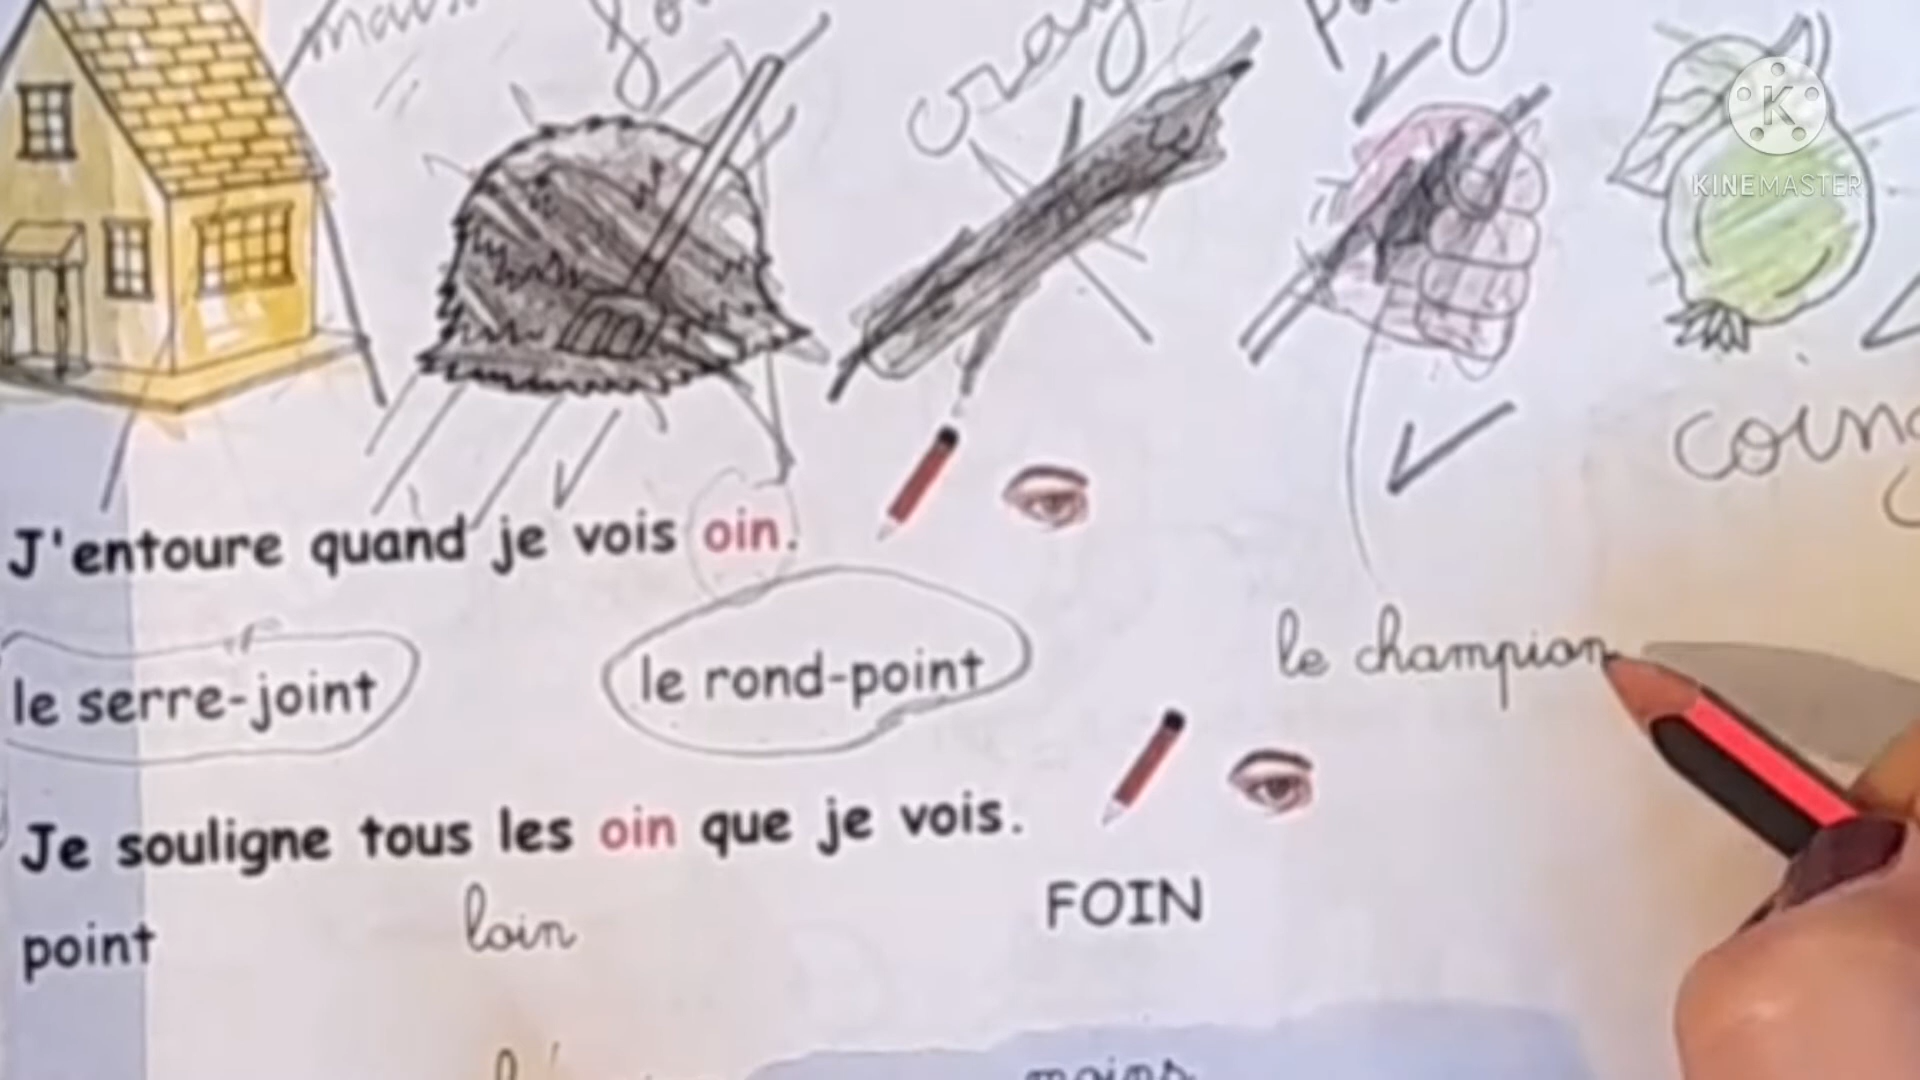 KINEMASTER
coing
J'entoure quand je vois oin.
le serre-joint le rond-point le champion
Je souligne tous les oin que je vois.
point loin FOIN
moins